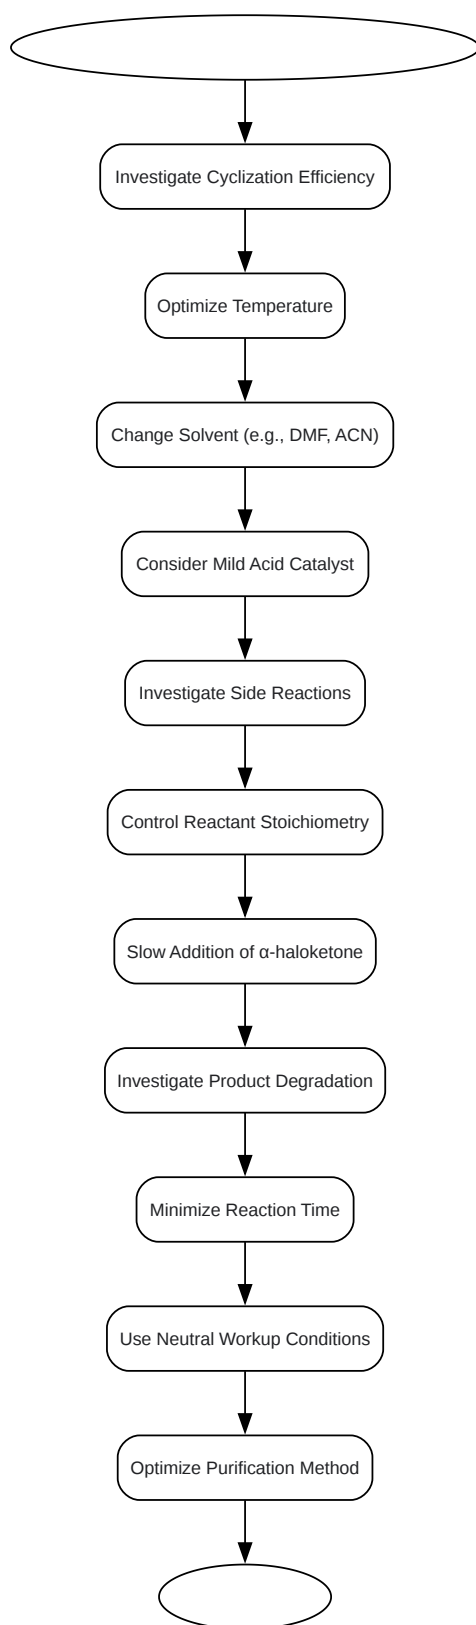 Investigate Cyclization Efficiency
Optimize Temperature
Change Solvent (e.g., DMF, ACN)
Consider Mild Acid Catalyst
Investigate Side Reactions
Control Reactant Stoichiometry
Slow Addition of α-haloketone
Investigate Product Degradation
Minimize Reaction Time
Use Neutral Workup Conditions
Optimize Purification Method